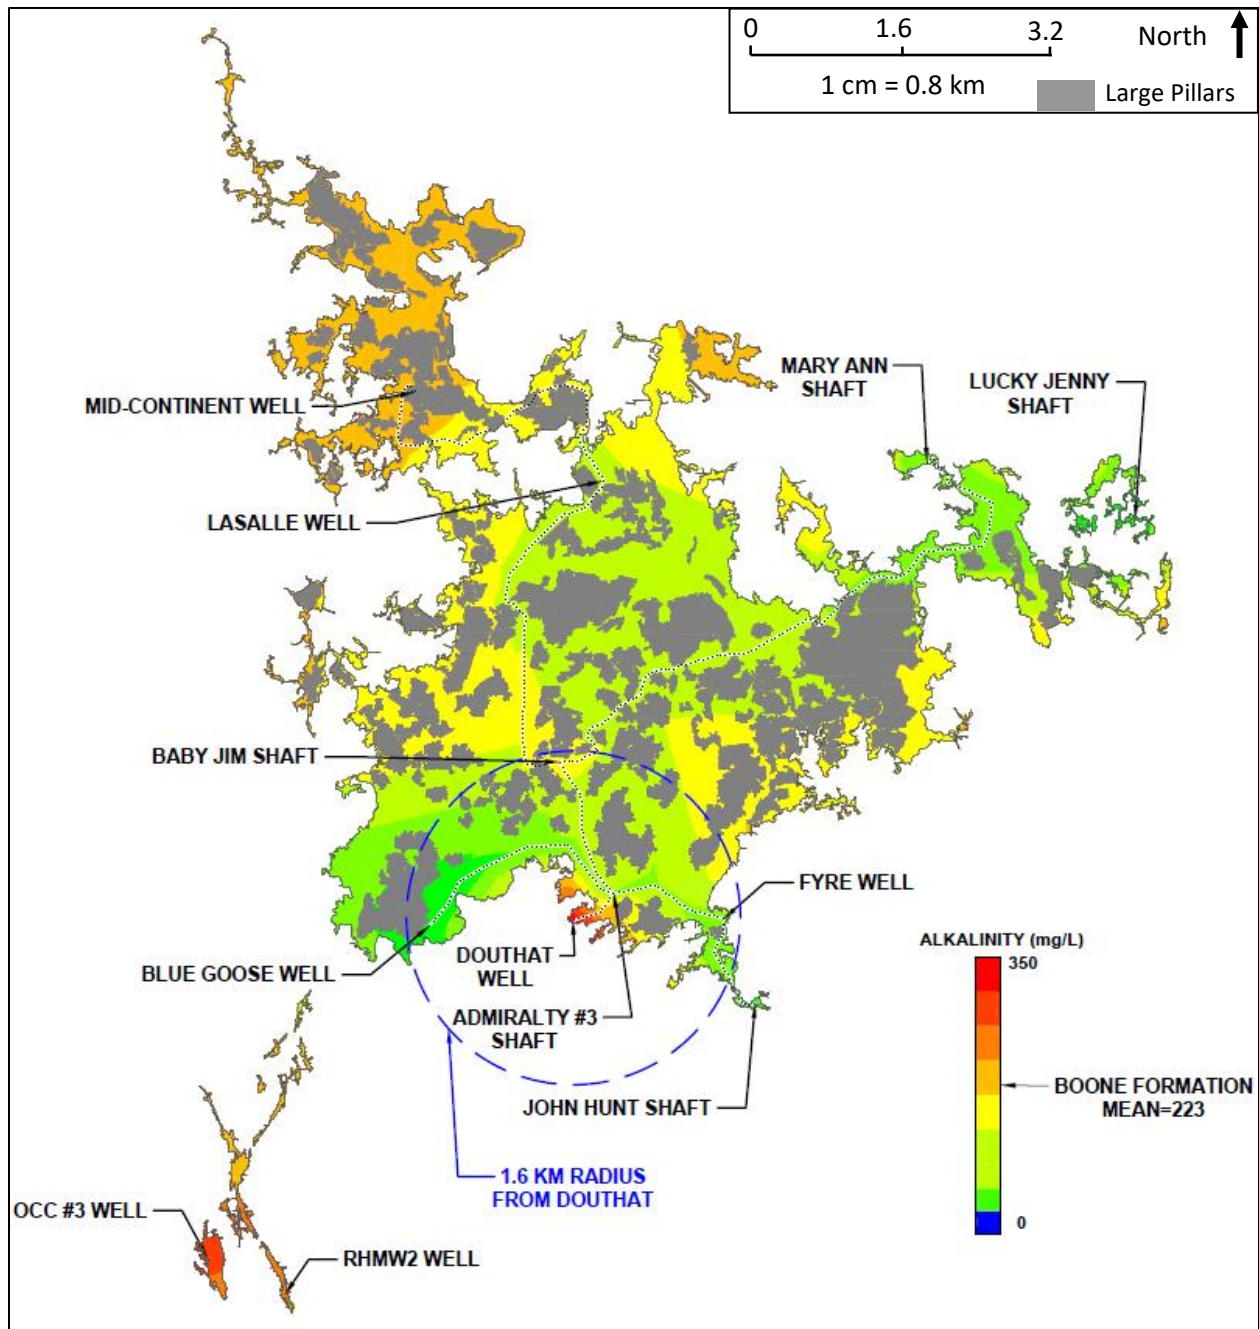 0 1.6 3.2 North
1 cm = 0.8 km
Large Pillars
MARY ANN
SHAFT
LUCKY JENNY
SHAFT
MID-CONTINENT WELL
LASALLE WELL
BABY JIM SHAFT
FYRE WELL
BLUE GOOSE WELL
DOUTHAT
WELL
ADMIRALTY #3
SHAFT
ALKALINITY (mg/L)
350
0
BOONE FORMATION
MEAN=223
JOHN HUNT SHAFT
1.6 KM RADIUS
FROM DOUTHAT
OCC #3 WELL
RHMW2 WELL